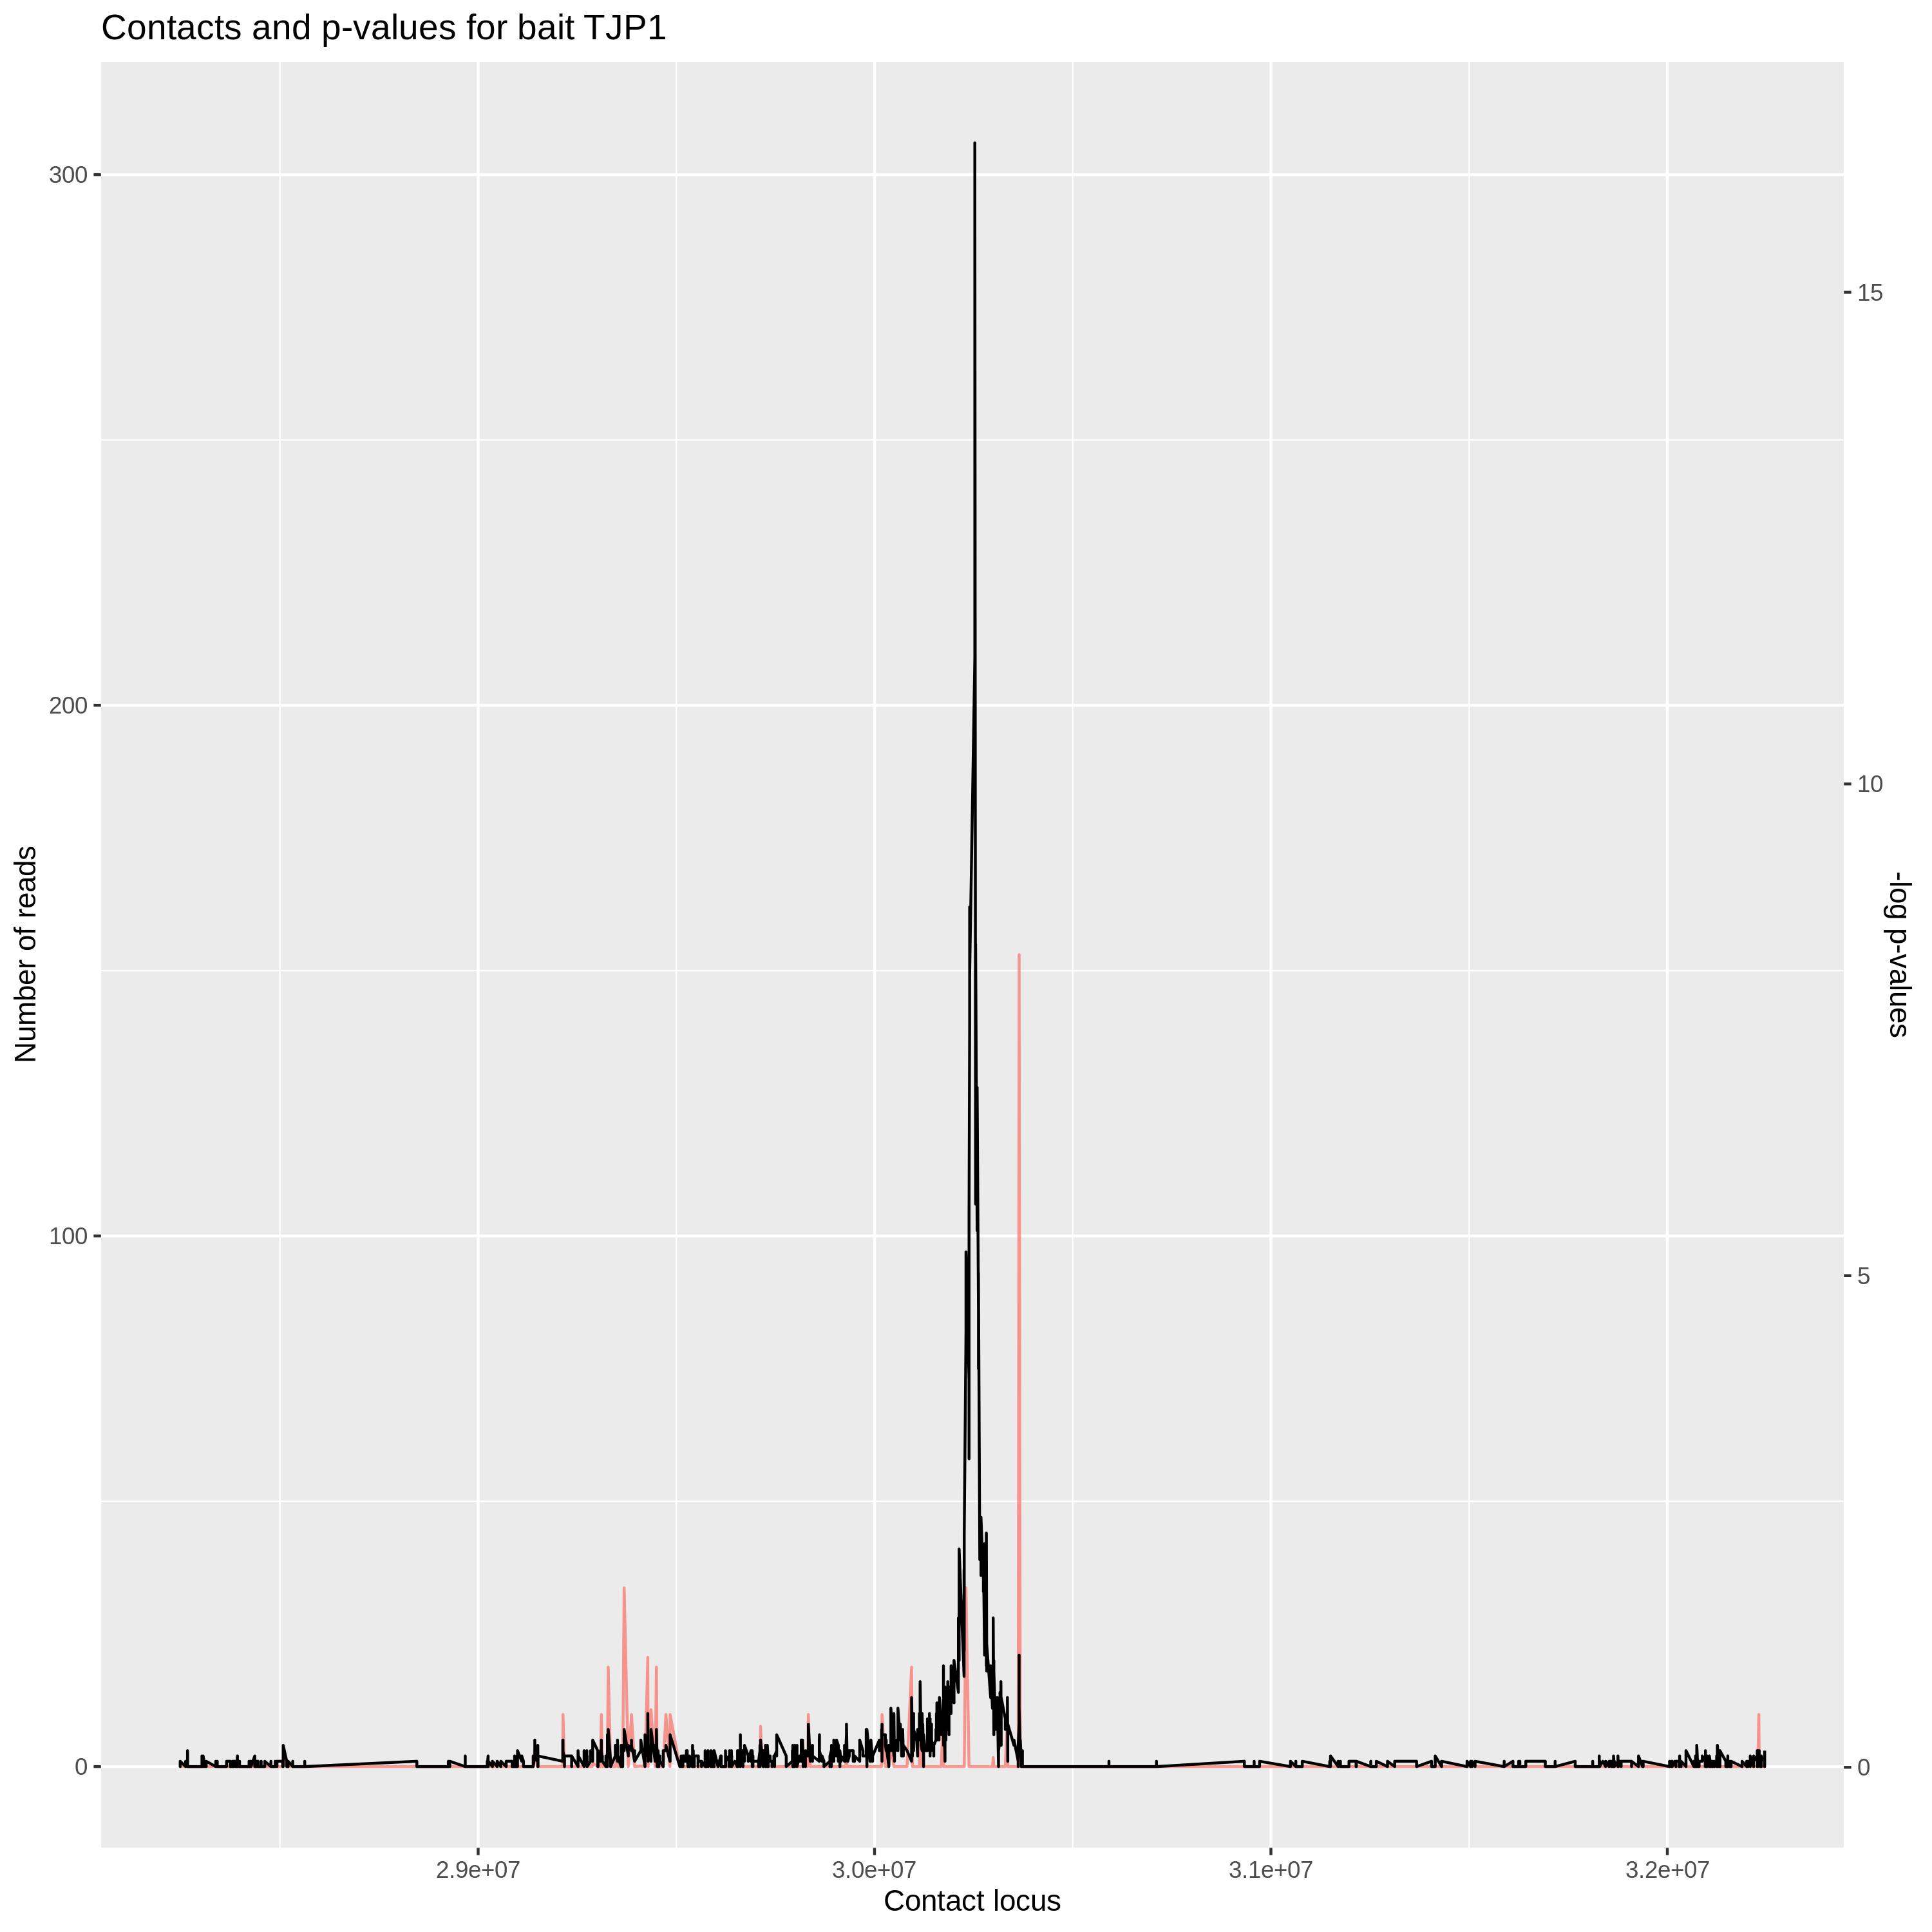 Contacts and p-values for bait TJP1
300
200
100
0
Number of reads
15
10
5
0
-log p-values
2.9e+07
3.0e+07
3.1e+07
3.2e+07
Contact locus